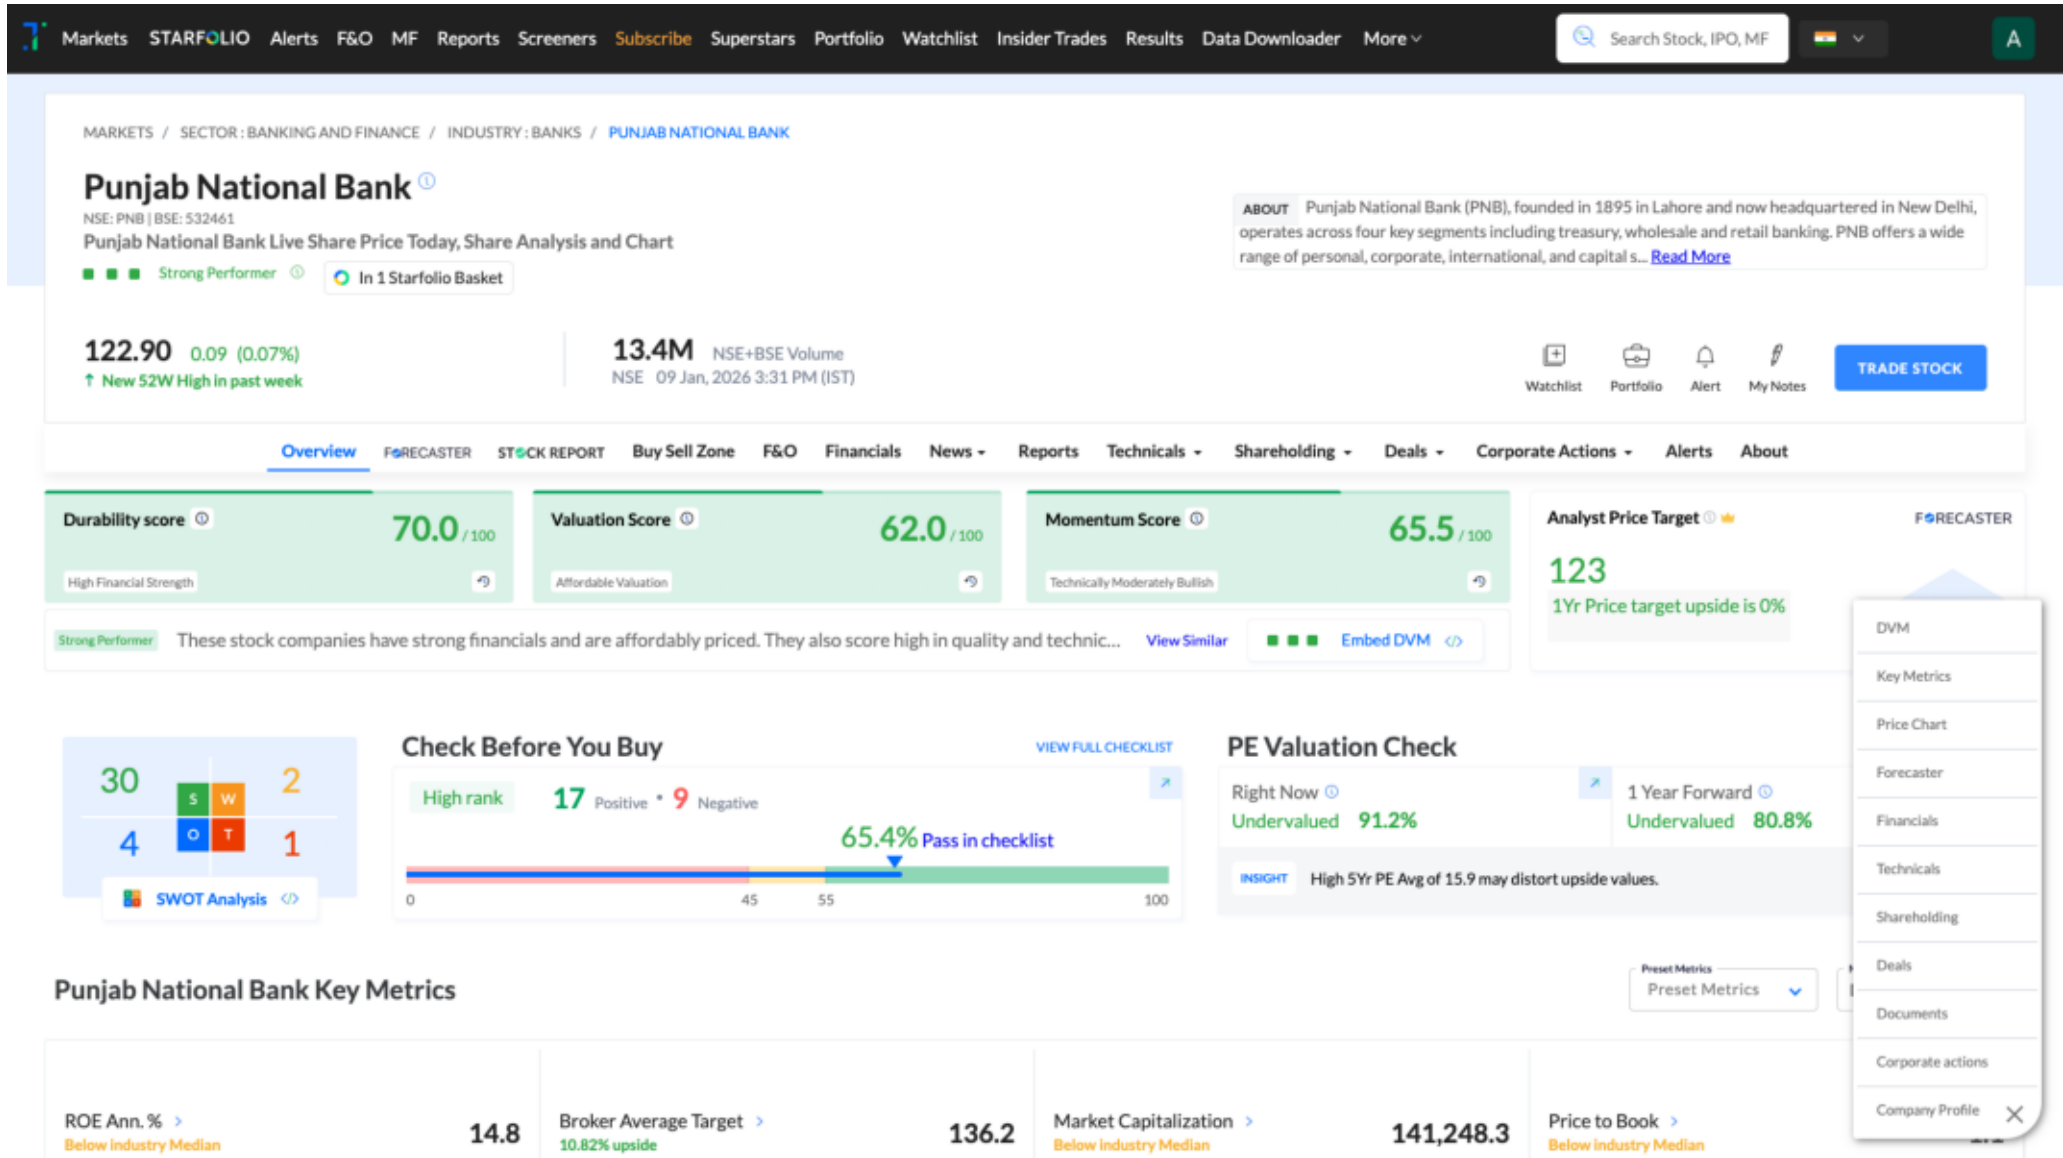 Markets STARFOLIO Alerts F&O MF Reports Screeners Subscribe Superstars Portfolio Watchlist Insider Trades Results Data Downloader More
Search Stock, IPO, MF
A
MARKETS / SECTOR : BANKING AND FINANCE / INDUSTRY : BANKS / PUNJAB NATIONAL BANK
Punjab National Bank
NSE: PNB | BSE: 532461
Punjab National Bank Live Share Price Today, Share Analysis and Chart
Strong Performer
In 1 Starfolio Basket
ABOUT Punjab National Bank (PNB), founded in 1895 in Lahore and now headquartered in New Delhi,
operates across four key segments including treasury, wholesale and retail banking. PNB offers a wide
range of personal, corporate, international, and capital s... Read More
122.90 0.09 (0.07%)
↑ New 52W High in past week
13.4M NSE+BSE Volume
NSE 09 Jan, 2026 3:31 PM (IST)
Watchlist Portfolio Alert My Notes
TRADE STOCK
Overview FORECASTER STOCK REPORT Buy Sell Zone F&O Financials News Reports Technicals Shareholding Deals Corporate Actions Alerts About
Durability score 70.0 / 100
High Financial Strength
Valuation Score 62.0 / 100
Affordable Valuation
Momentum Score 65.5 / 100
Technically Moderately Bullish
Analyst Price Target FORECASTER
123
1Yr Price target upside is 0%
Strong Performer These stock companies have strong financials and are affordably priced. They also score high in quality and technic... View Similar
Embed DVM </>
30 S W 2
4 O T 1
SWOT Analysis </>
Check Before You Buy
VIEW FULL CHECKLIST
High rank 17 Positive • 9 Negative
65.4% Pass in checklist
0 45 55 100
PE Valuation Check
Right Now
Undervalued 91.2%
1 Year Forward
Undervalued 80.8%
INSIGHT High 5Yr PE Avg of 15.9 may distort upside values.
Punjab National Bank Key Metrics
Preset Metrics
Preset Metrics
ROE Ann. % 14.8
Below industry Median
Broker Average Target 136.2
10.82% upside
Market Capitalization 141,248.3
Below industry Median
Price to Book
Below industry Median
DVM
Key Metrics
Price Chart
Forecaster
Financials
Technicals
Shareholding
Deals
Documents
Corporate actions
Company Profile